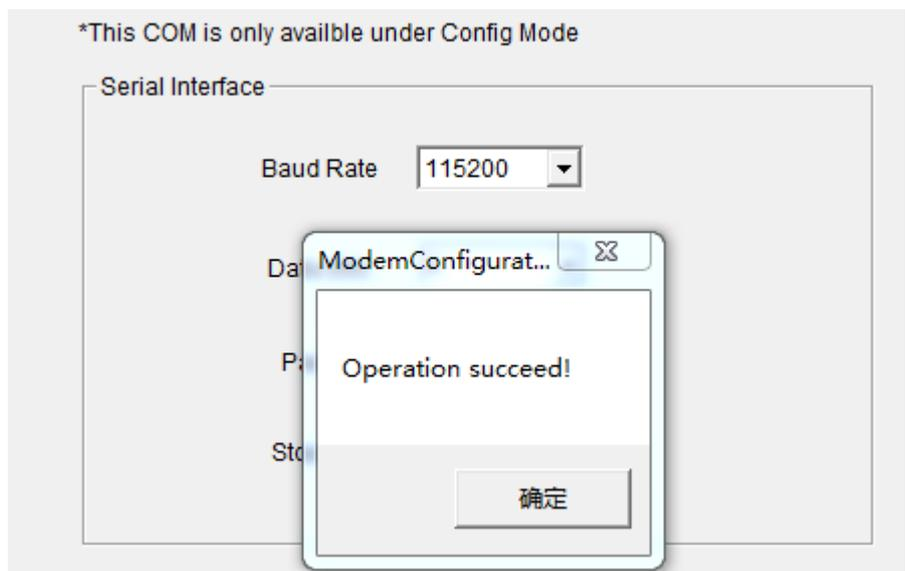 *This COM is only availble under Config Mode
Serial Interface
Baud Rate 115200
ModemConfigurat...
Operation succeed!
确定